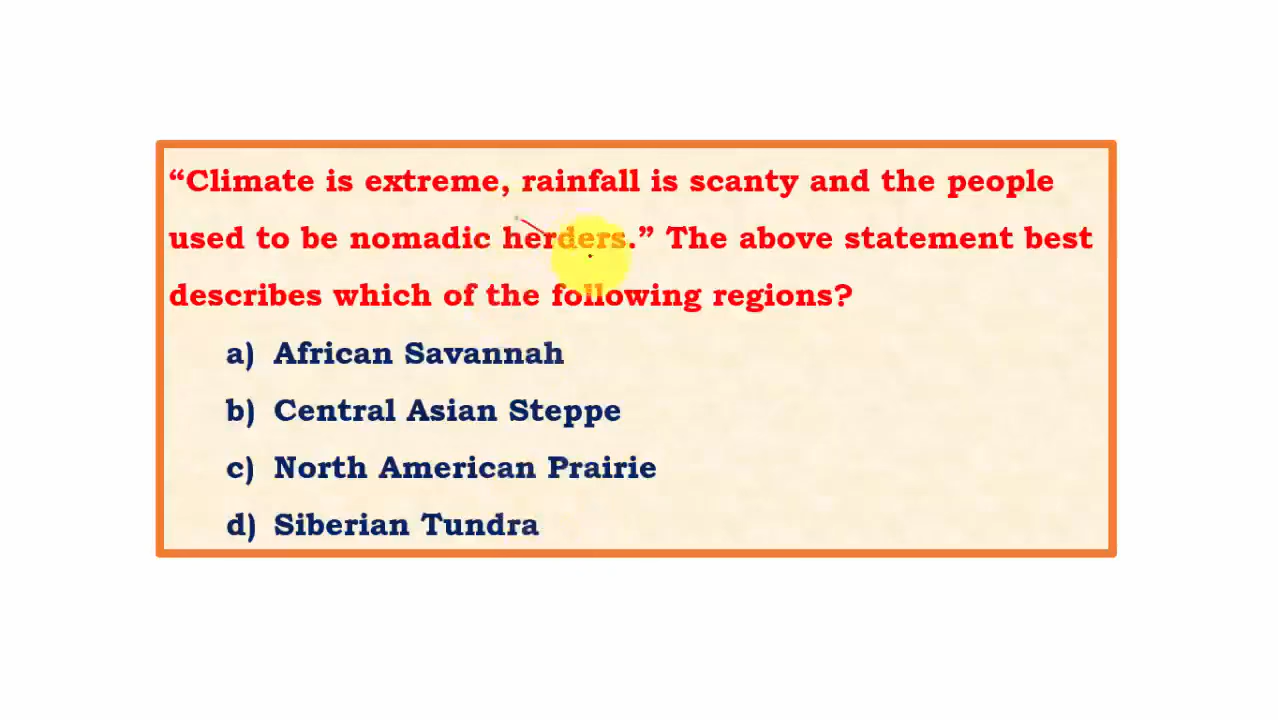 “Climate is extreme, rainfall is scanty and the people
used to be nomadic herders.” The above statement best
describes which of the following regions?
a) African Savannah
b) Central Asian Steppe
c) North American Prairie
d) Siberian Tundra